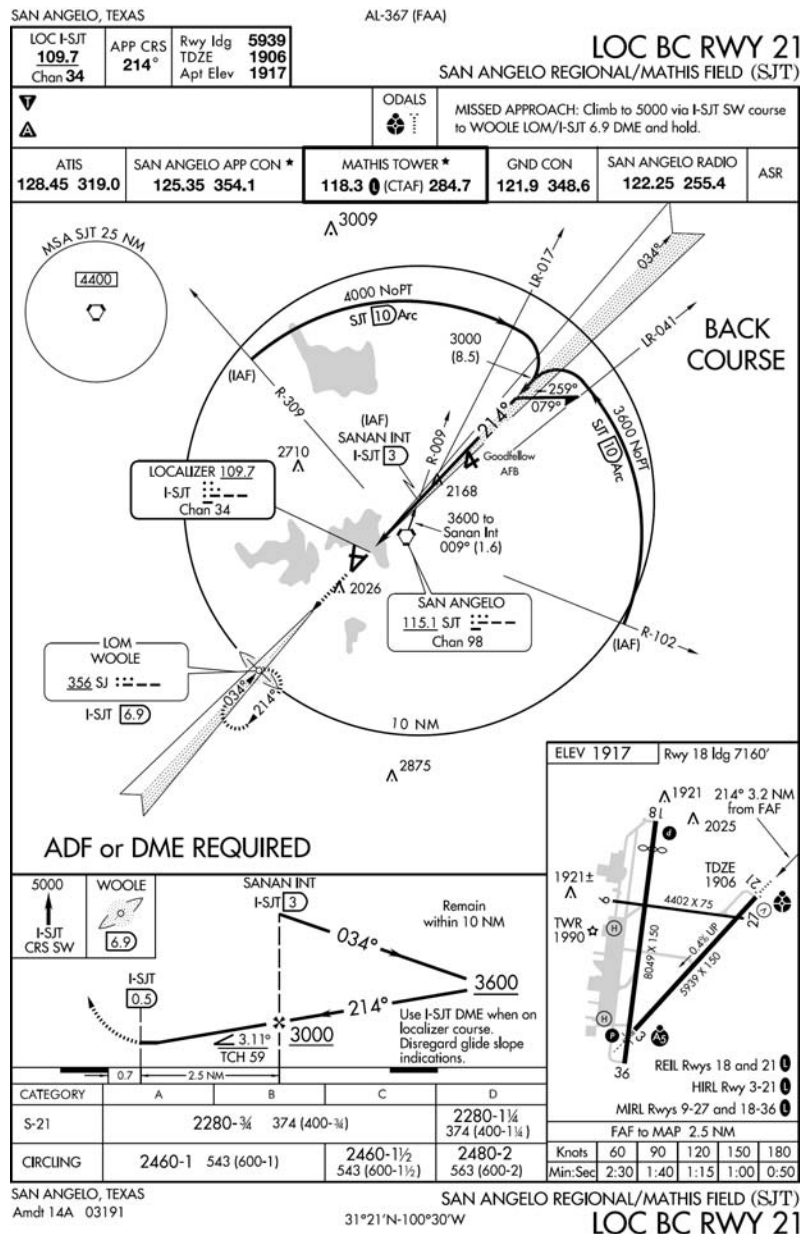 SAN ANGELO, TEXAS
AL-367 (FAA)
LOC I-SJT
109.7
Chan 34
APP CRS
214°
Rwy ldg 5939
TDZE 1906
Apt Elev 1917
LOC BC RWY 21
SAN ANGELO REGIONAL/MATHIS FIELD (SJT)
T
A
ODALS
MISSED APPROACH: Climb to 5000 via I-SJT SW course
to WOOLE LOM/I-SJT 6.9 DME and hold.
ATIS
128.45 319.0
SAN ANGELO APP CON ★
125.35 354.1
MATHIS TOWER ★
118.3 L (CTAF) 284.7
GND CON
121.9 348.6
SAN ANGELO RADIO
122.25 255.4
ASR
MSA SJT 25 NM
4400
3009
4000 NoPT
SJT 10 Arc
LR-017
034°
LR-041
BACK
COURSE
3000
(8.5)
(IAF)
R-309
259°
079°
214°
3600 NoPT
SJT 10 Arc
(IAF)
SANAN INT
I-SJT 3
R-009
Goodfellow
AFB
2710
LOCALIZER 109.7
I-SJT
Chan 34
2168
3600 to
Sanan Int
009° (1.6)
2026
SAN ANGELO
115.1 SJT
Chan 98
R-102
(IAF)
LOM
WOOLE
356 SJ
I-SJT 6.9
034°
214°
10 NM
2875
ADF or DME REQUIRED
ELEV 1917
Rwy 18 ldg 7160'
1921
2025
214° 3.2 NM
from FAF
18
P
TDZE
1906
21
1921±
9
4402 X 75
27
TWR
1990
H
8049 X 150
0.4% UP
5939 X 150
H
P
3
A5
36
REIL Rwys 18 and 21 L
HIRL Rwy 3-21 L
MIRL Rwys 9-27 and 18-36 L
FAF to MAP 2.5 NM
Knots 60 90 120 150 180
Min:Sec 2:30 1:40 1:15 1:00 0:50
5000
I-SJT
CRS SW
WOOLE
6.9
SANAN INT
I-SJT 3
Remain
within 10 NM
034°
3600
214°
I-SJT
0.5
3000
3.11°
TCH 59
Use I-SJT DME when on
localizer course.
Disregard glide slope
indications.
0.7
2.5 NM
CATEGORY A B C D
S-21
2280-¾ 374 (400-¾)
2280-1¼
374 (400-1¼)
CIRCLING
2460-1 543 (600-1)
2460-1½
543 (600-1½)
2480-2
563 (600-2)
SAN ANGELO, TEXAS
Amdt 14A 03191
31°21'N-100°30'W
SAN ANGELO REGIONAL/MATHIS FIELD (SJT)
LOC BC RWY 21